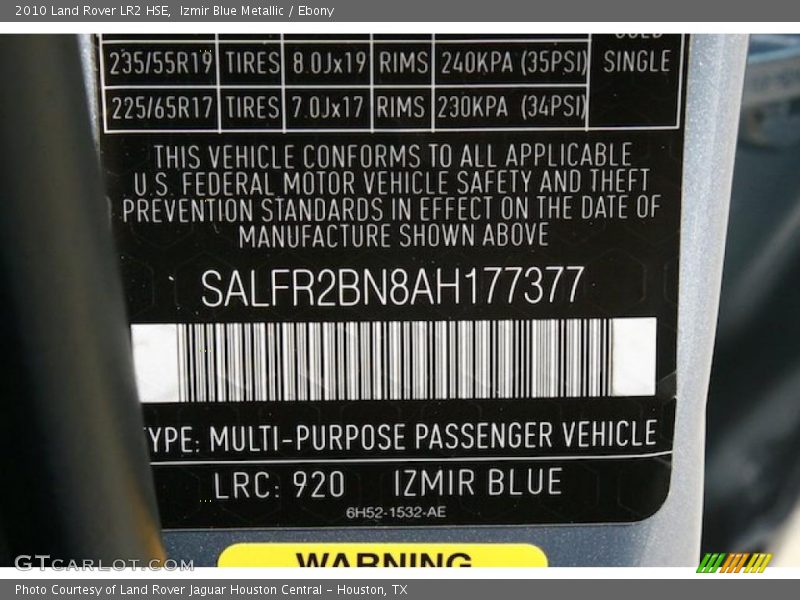 2010 Land Rover LR2 HSE, Izmir Blue Metallic / Ebony
235/55R19 TIRES 8.0Jx19 RIMS 240KPA (35PSI) SINGLE
225/65R17 TIRES 7.0Jx17 RIMS 230KPA (34PSI)
THIS VEHICLE CONFORMS TO ALL APPLICABLE
U.S. FEDERAL MOTOR VEHICLE SAFETY AND THEFT
PREVENTION STANDARDS IN EFFECT ON THE DATE OF
MANUFACTURE SHOWN ABOVE
SALFR2BN8AH177377
TYPE: MULTI-PURPOSE PASSENGER VEHICLE
LRC: 920 IZMIR BLUE
6H52-1532-AE
WARNING
GTCARLOT.COM
Photo Courtesy of Land Rover Jaguar Houston Central - Houston, TX